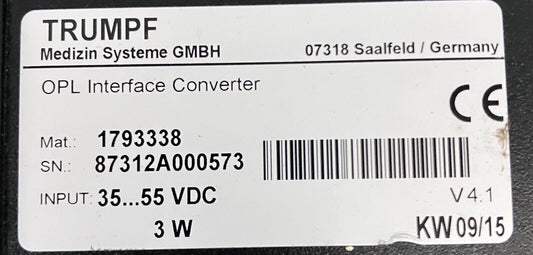 TRUMPF
Medizin Systeme GMBH
07318 Saalfeld / Germany
OPL Interface Converter
CE
Mat.: 1793338
SN.: 87312A000573
INPUT: 35...55 VDC
3 W
V 4.1
KW 09/15